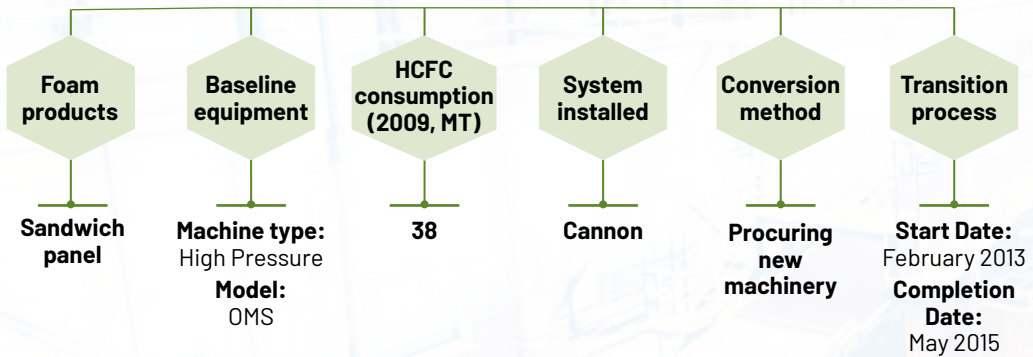 Foam
products
Baseline
equipment
HCFC
consumption
(2009, MT)
System
installed
Conversion
method
Transition
process
Sandwich
panel
Machine type:
High Pressure
Model:
OMS
38
Cannon
Procuring
new
machinery
Start Date:
February 2013
Completion
Date:
May 2015